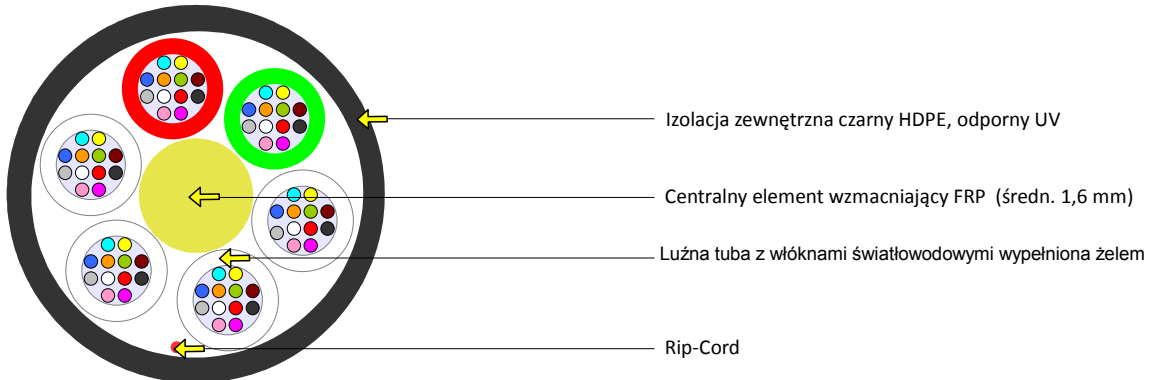 Izolacja zewnętrzna czarny HDPE, odporny UV
Centralny element wzmacniający FRP (średn. 1,6 mm)
Luźna tuba z włóknami światłowodowymi wypełniona żelem
Rip-Cord